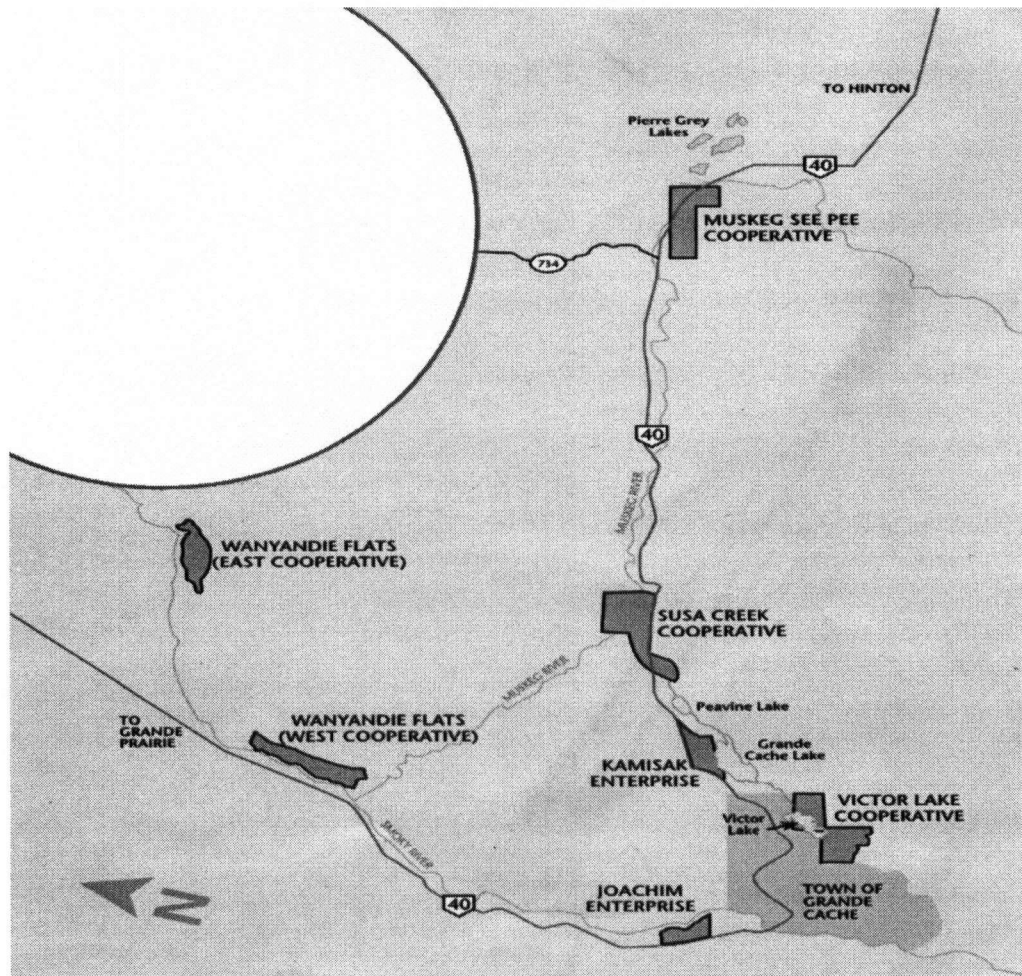 TO HINTON
Pierre Grey
Lakes
40
MUSKEG SEE PEE
COOPERATIVE
734
40
MUSKEG RIVER
WANYANDIE FLATS
(EAST COOPERATIVE)
SUSA CREEK
COOPERATIVE
MUSKEG RIVER
Peavine Lake
TO
GRANDE
PRAIRIE
WANYANDIE FLATS
(WEST COOPERATIVE)
Grande
Cache Lake
KAMISAK
ENTERPRISE
VICTOR LAKE
COOPERATIVE
Victor
Lake
SMOKY RIVER
JOACHIM
ENTERPRISE
TOWN OF
GRANDE
CACHE
40
N